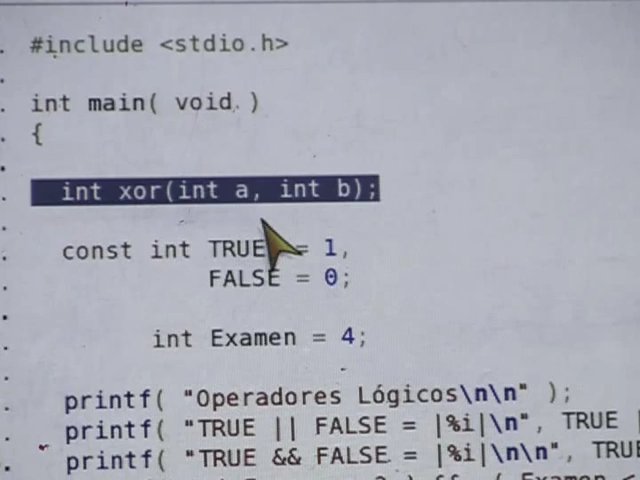 #include <stdio.h>
int main( void )
{
int xor(int a, int b);
const int TRUE = 1,
FALSE = 0;
int Examen = 4;
printf( "Operadores Lógicos\n\n" );
printf( "TRUE || FALSE = |%i|\n", TRUE |
printf( "TRUE && FALSE = |%i|\n\n", TRUE